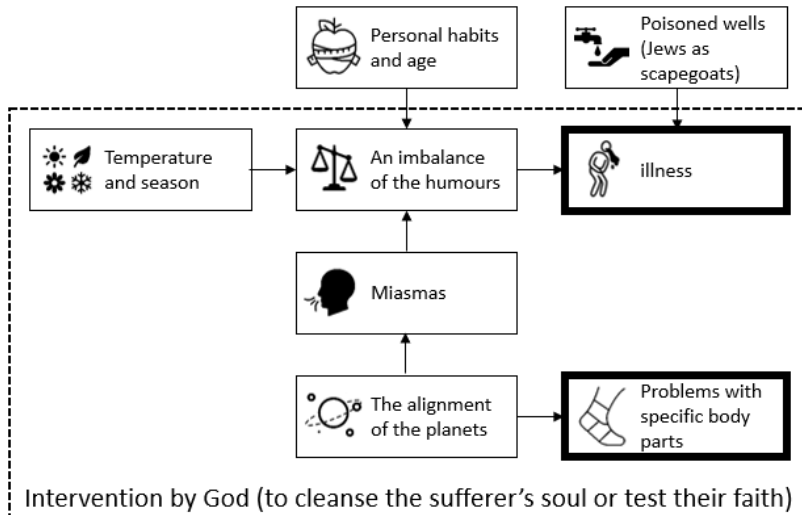 Personal habits
and age
Poisoned wells
(Jews as
scapegoats)
Temperature
and season
An imbalance
of the humours
illness
Miasmas
The alignment
of the planets
Problems with
specific body
parts
Intervention by God (to cleanse the sufferer’s soul or test their faith)